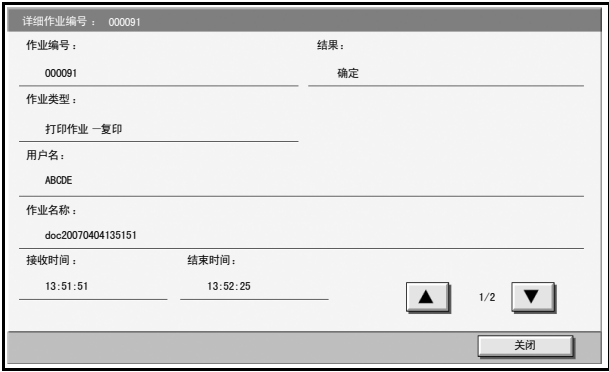 详细作业编号： 000091
作业编号： 结果：
000091 确定
作业类型：
打印作业 —复印
用户名：
ABCDE
作业名称：
doc20070404135151
接收时间： 结束时间：
13:51:51 13:52:25
1/2
关闭